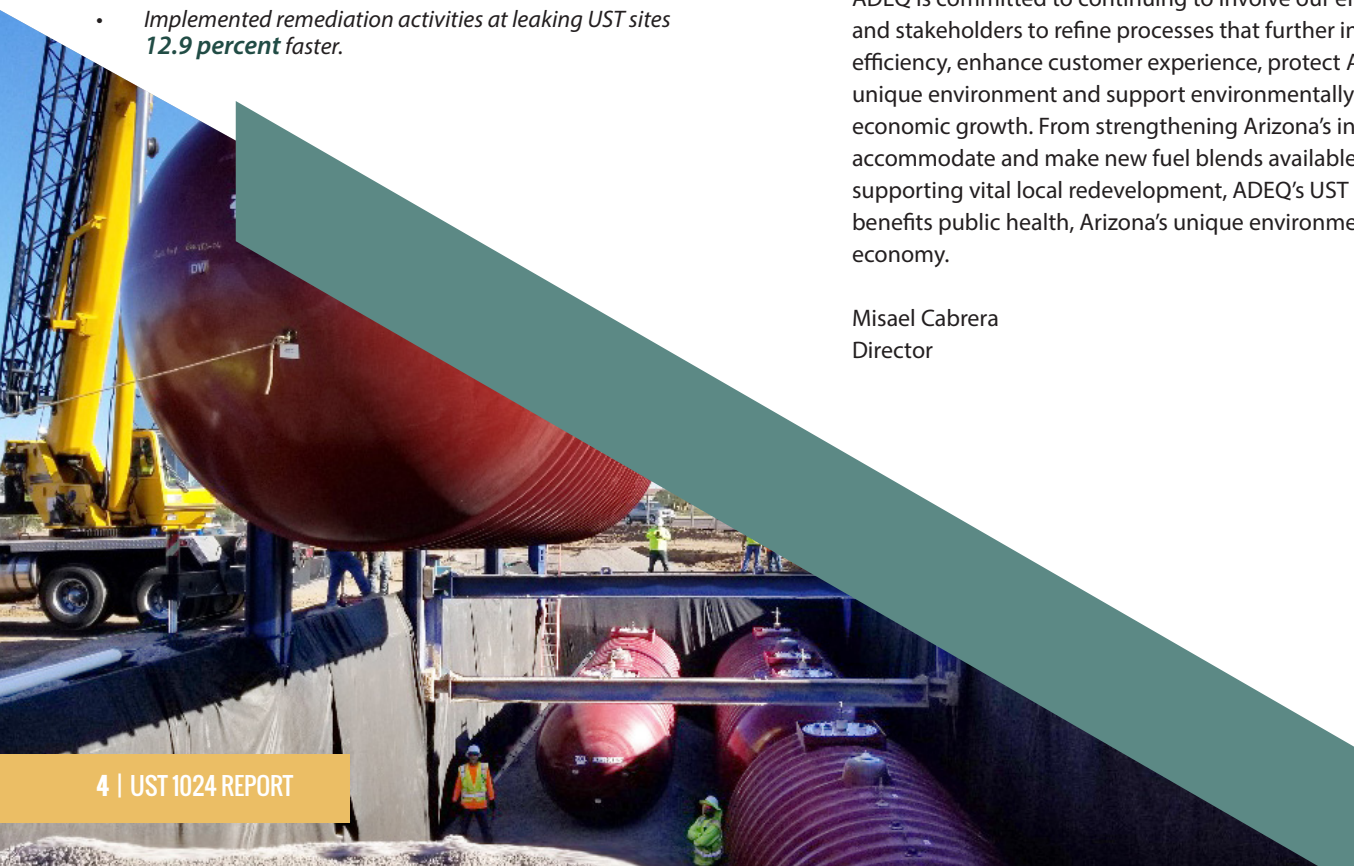 • Implemented remediation activities at leaking UST sites
12.9 percent faster.
and stakeholders to refine processes that further
efficiency, enhance customer experience, protect
unique environment and support environmentally
economic growth. From strengthening Arizona’s
accommodate and make new fuel blends available
supporting vital local redevelopment, ADEQ’s UST
benefits public health, Arizona’s unique
economy.
Misael Cabrera
Director
DW
4 | UST 1024 REPORT